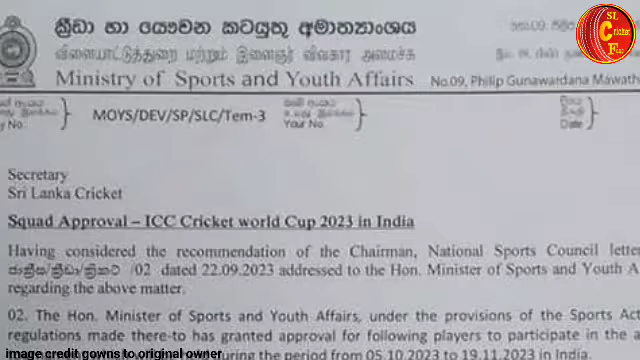 ක්‍රීඩා හා යෞවන කටයුතු අමාත්‍යාංශය
விளையாட்டுத்துறை மற்றும் இளைஞர் விவகார அமைச்சு
Ministry of Sports and Youth Affairs No.09, Philip Gunawardana Mawath
SL
Cricket
Flat
y No.
MOYS/DEV/SP/SLC/Tem-3
Your No.
Date
Secretary
Sri Lanka Cricket
Squad Approval – ICC Cricket world Cup 2023 in India
Having considered the recommendation of the Chairman, National Sports Council letter
/02 dated 22.09.2023 addressed to the Hon. Minister of Sports and Youth A
regarding the above matter.
02. The Hon. Minister of Sports and Youth Affairs, under the provisions of the Sports Act
regulations made there-to has granted approval for following players to participate in the
image credit gowns to original owner
uring the period from 05.10.2023 to 19.11.2023 in India.